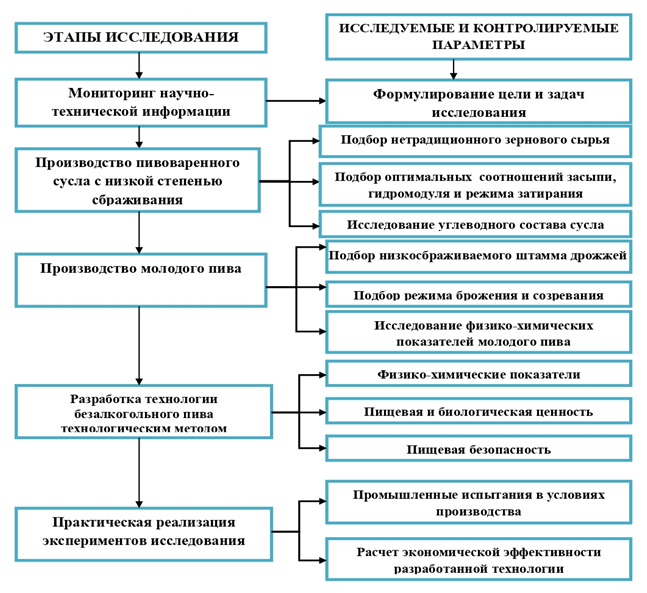 ЭТАПЫ ИССЛЕДОВАНИЯ
ИССЛЕДУЕМЫЕ И КОНТРОЛИРУЕМЫЕ
ПАРАМЕТРЫ
Мониторинг научно-
технической информации
Формулирование цели и задач
исследования
Производство пивоваренного
сусла с низкой степенью
сбраживания
Подбор нетрадиционного зернового сырья
Подбор оптимальных соотношений засыпи,
гидромодуля и режима затирания
Исследование углеводного состава сусла
Производство молодого пива
Подбор низкосбраживаемого штамма дрожжей
Подбор режима брожения и созревания
Исследование физико-химических
показателей молодого пива
Разработка технологии
безалкогольного пива
технологическим методом
Физико-химические показатели
Пищевая и биологическая ценность
Пищевая безопасность
Практическая реализация
экспериментов исследования
Промышленные испытания в условиях
производства
Расчет экономической эффективности
разработанной технологии